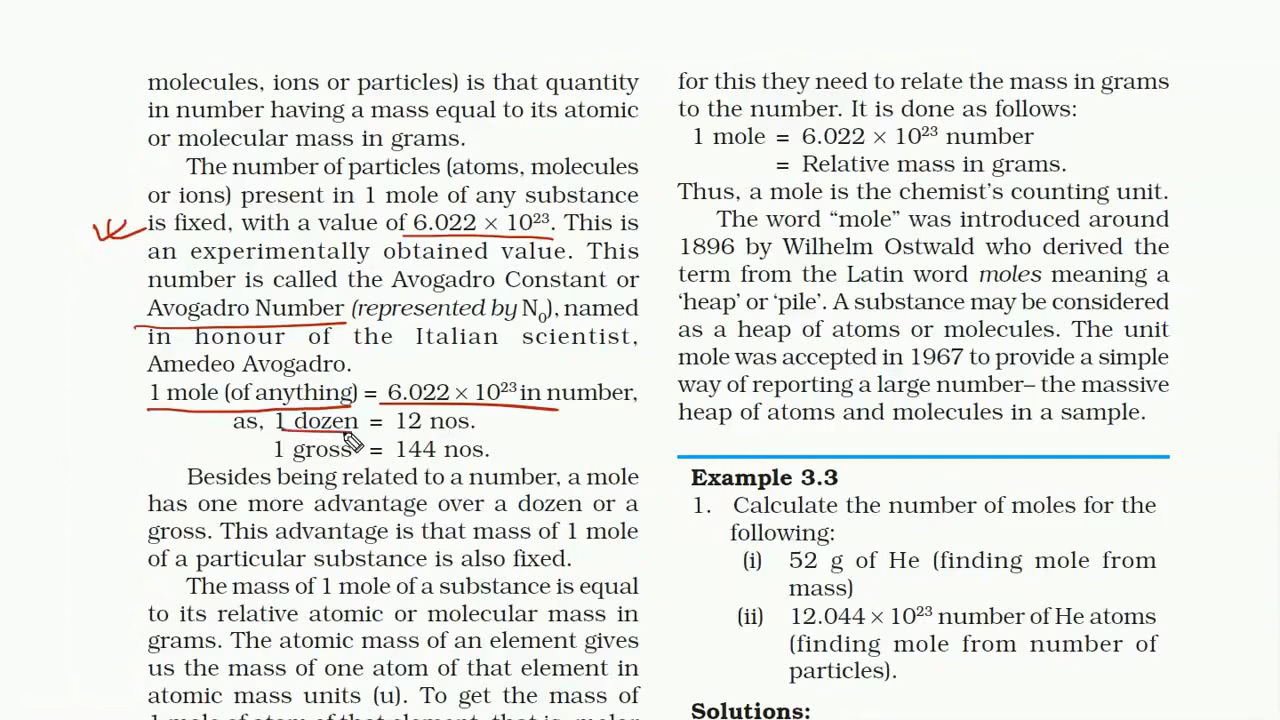 molecules, ions or particles) is that quantity
in number having a mass equal to its atomic
or molecular mass in grams.
The number of particles (atoms, molecules
or ions) present in 1 mole of any substance
is fixed, with a value of 6.022 × 10²³. This is
an experimentally obtained value. This
number is called the Avogadro Constant or
Avogadro Number (represented by N₀), named
in honour of the Italian scientist,
Amedeo Avogadro.
1 mole (of anything) = 6.022 × 10²³ in number,
as, 1 dozen = 12 nos.
1 gross = 144 nos.
Besides being related to a number, a mole
has one more advantage over a dozen or a
gross. This advantage is that mass of 1 mole
of a particular substance is also fixed.
The mass of 1 mole of a substance is equal
to its relative atomic or molecular mass in
grams. The atomic mass of an element gives
us the mass of one atom of that element in
atomic mass units (u). To get the mass of
1 mole of atom of that element, that is, molar
for this they need to relate the mass in grams
to the number. It is done as follows:
1 mole = 6.022 × 10²³ number
= Relative mass in grams.
Thus, a mole is the chemist's counting unit.
The word “mole” was introduced around
1896 by Wilhelm Ostwald who derived the
term from the Latin word moles meaning a
‘heap’ or ‘pile’. A substance may be considered
as a heap of atoms or molecules. The unit
mole was accepted in 1967 to provide a simple
way of reporting a large number– the massive
heap of atoms and molecules in a sample.
Example 3.3
1. Calculate the number of moles for the
following:
(i) 52 g of He (finding mole from
mass)
(ii) 12.044 × 10²³ number of He atoms
(finding mole from number of
particles).
Solutions: